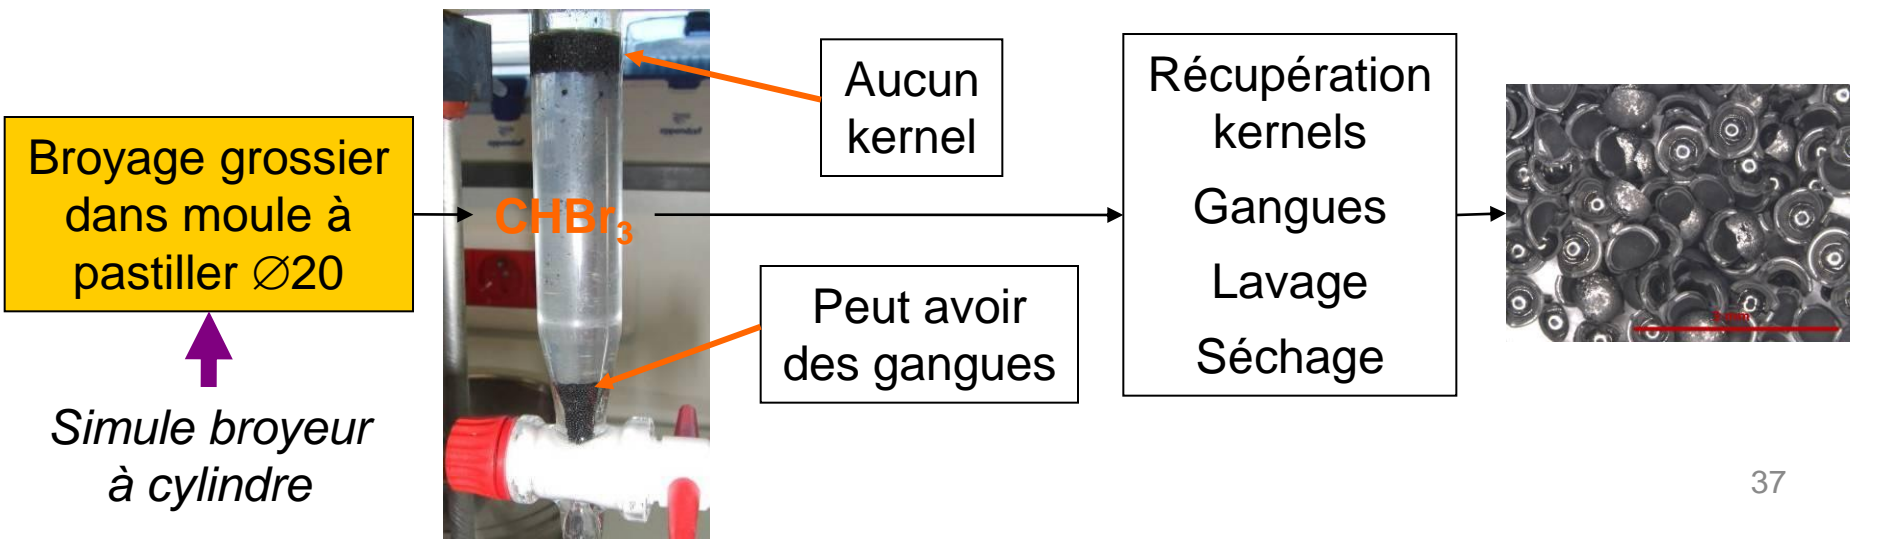 Broyage grossier
dans moule à
pastiller ∅20
Simule broyeur
à cylindre
CHBr₃
Aucun
kernel
Peut avoir
des gangues
Récupération
kernels
Gangues
Lavage
Séchage
37